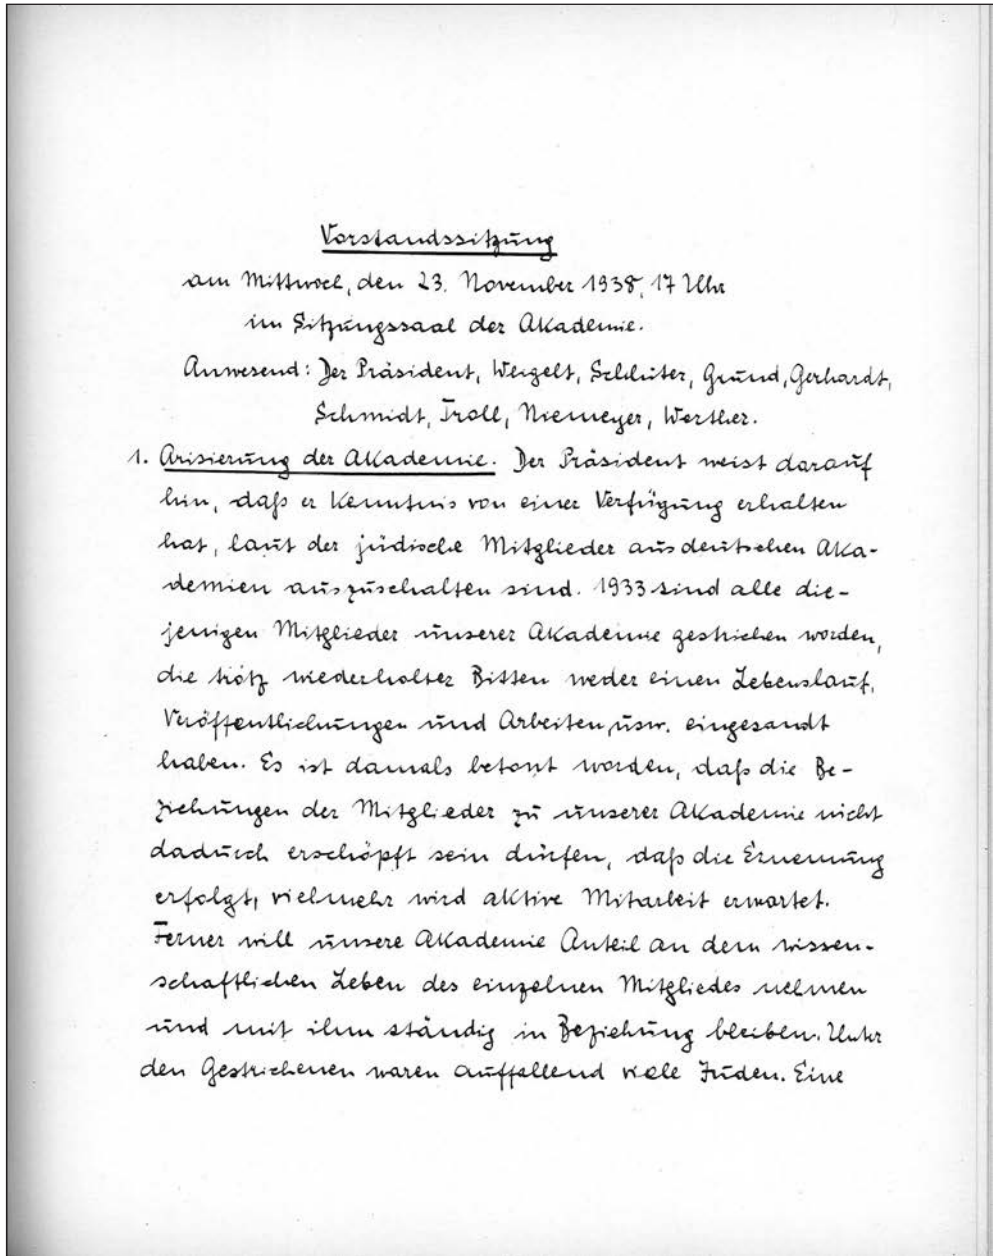 Vorstandssitzung
am Mittwoch, den 23. November 1938, 17 Uhr
im Sitzungssaal der Akademie.
Anwesend: Der Präsident, Weigelt, Schlüter, Grund, Gerhardt,
Schmidt, Troll, Niemeyer, Werther.
1. Arisierung der Akademie. Der Präsident weist darauf
hin, daß er Kenntnis von einer Verfügung erhalten
hat, laut der jüdische Mitglieder aus deutschen Aka-
demien auszuschalten sind. 1933 sind alle die-
jenigen Mitglieder unserer Akademie gestrichen worden,
die trotz wiederholter Bitten weder einen Lebenslauf,
Veröffentlichungen und Arbeiten, usw. eingesandt
haben. Es ist damals betont worden, daß die Be-
ziehungen der Mitglieder zu unserer Akademie nicht
dadurch erschöpft sein dürfen, daß die Ernennung
erfolgt, vielmehr wird aktive Mitarbeit erwartet.
Ferner will unsere Akademie Anteil an dem wissen-
schaftlichen Leben des einzelnen Mitgliedes nehmen
und mit ihm ständig in Beziehung bleiben. Unter
den Gestrichenen waren auffallend viele Juden. Eine